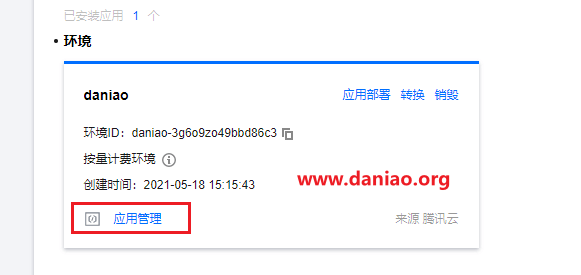 已安装应用 1 个
• 环境
daniao
应用部署 转换 销毁
环境ID：daniao-3g6o9zo49bbd86c3
按量计费环境
创建时间：2021-05-18 15:15:43
www.daniao.org
应用管理
来源 腾讯云